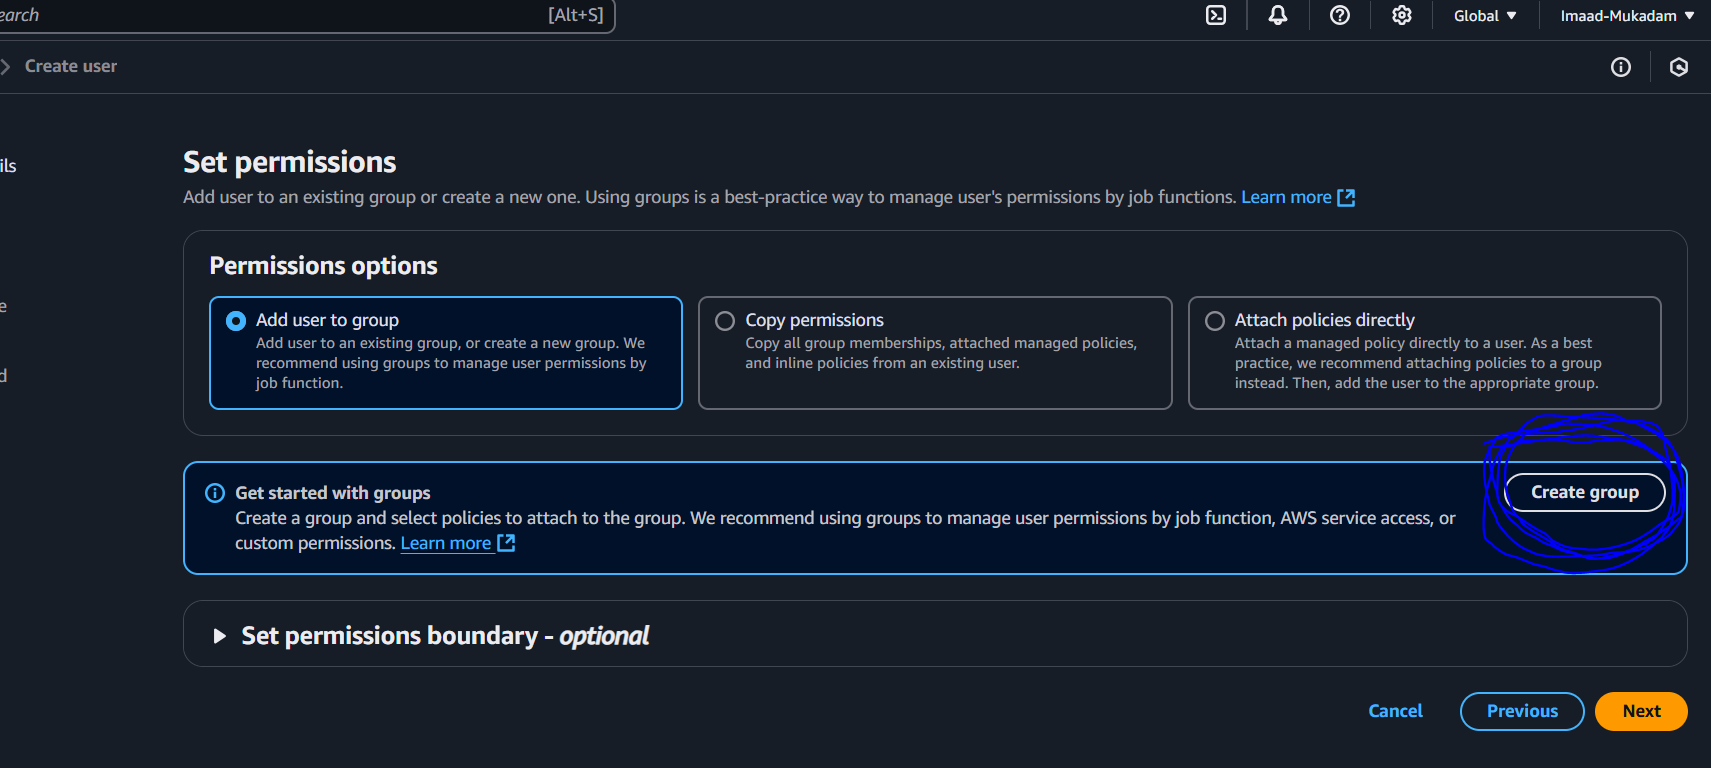 earch [Alt+S] Global Imaad-Mukadam
Create user
ils
Set permissions
Add user to an existing group or create a new one. Using groups is a best-practice way to manage user's permissions by job functions. Learn more
Permissions options
e
Add user to group
Add user to an existing group, or create a new group. We
recommend using groups to manage user permissions by
job function.
Copy permissions
Copy all group memberships, attached managed policies,
and inline policies from an existing user.
Attach policies directly
Attach a managed policy directly to a user. As a best
practice, we recommend attaching policies to a group
instead. Then, add the user to the appropriate group.
d
Get started with groups
Create a group and select policies to attach to the group. We recommend using groups to manage user permissions by job function, AWS service access, or
custom permissions. Learn more
Create group
Set permissions boundary - optional
Cancel Previous Next